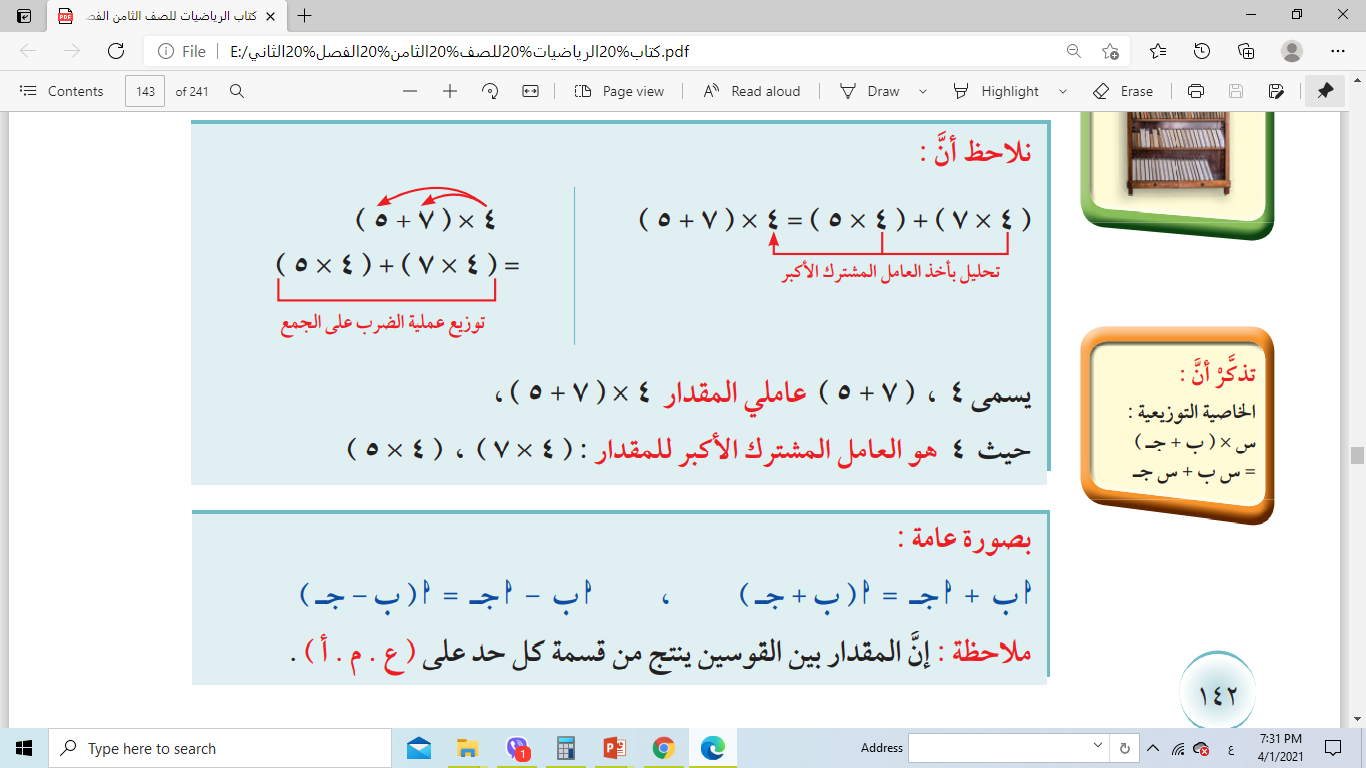 كتاب الرياضيات للصف الثامن الفص
File
E:/كتاب%20الرياضيات%20للصف%20الثامن%20الفصل%20الثاني.pdf
Contents
143 of 241
Page view
Read aloud
Draw
Highlight
Erase
نلاحظ أنَّ :
( ٤ × ٧ ) + ( ٤ × ٥ ) = ٤ × ( ٧ + ٥ )
تحليل بأخذ العامل المشترك الأكبر
٤ × ( ٧ + ٥ )
= ( ٤ × ٧ ) + ( ٤ × ٥ )
توزيع عملية الضرب على الجمع
يسمى ٤ ، ( ٧ + ٥ ) عاملي المقدار ٤ × ( ٧ + ٥ ) ،
حيث ٤ هو العامل المشترك الأكبر للمقدار : ( ٤ × ٧ ) ، ( ٤ × ٥ )
تذكَّرْ أنَّ :
الخاصية التوزيعية :
س × ( ب + جـ )
= س ب + س جـ
بصورة عامة :
أ ب + أ جـ = أ ( ب + جـ ) ، أ ب − أ جـ = أ ( ب − جـ )
ملاحظة : إنَّ المقدار بين القوسين ينتج من قسمة كل حد على ( ع . م . أ ) .
١٤٢
Type here to search
1
Address
ع
7:31 PM
4/1/2021